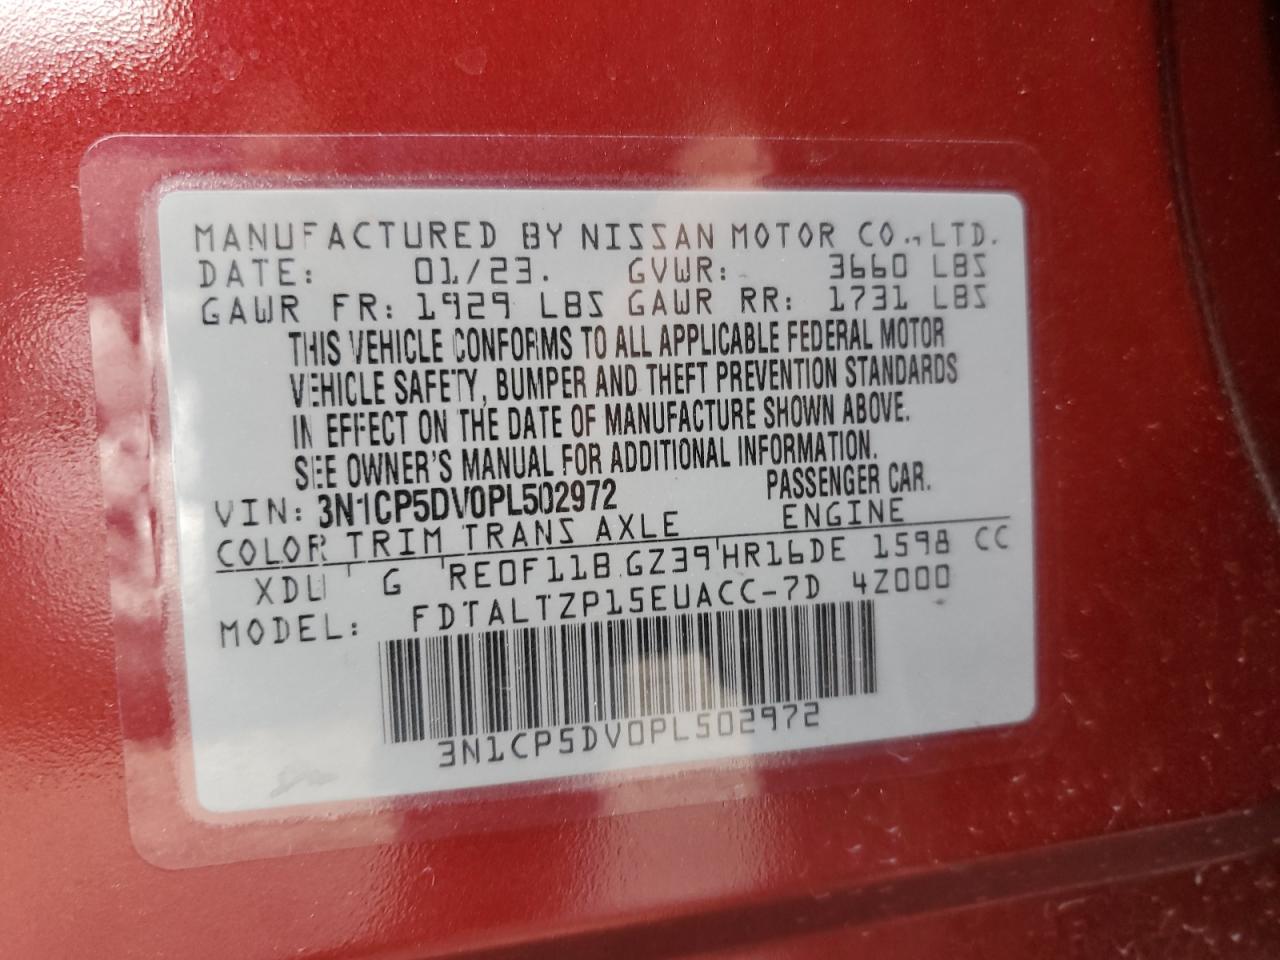 MANUFACTURED BY NISSAN MOTOR CO., LTD.
DATE: 01/23. GVWR: 3660 LBS
GAWR FR: 1929 LBS GAWR RR: 1731 LBS
THIS VEHICLE CONFORMS TO ALL APPLICABLE FEDERAL MOTOR
VEHICLE SAFETY, BUMPER AND THEFT PREVENTION STANDARDS
IN EFFECT ON THE DATE OF MANUFACTURE SHOWN ABOVE.
SEE OWNER'S MANUAL FOR ADDITIONAL INFORMATION.
VIN: 3N1CP5DV0PL502972 PASSENGER CAR.
COLOR TRIM TRANS AXLE ENGINE
XDU G RE0F11B GZ39 HR16DE 1598 CC
MODEL: FDTALTZP15EUACC-7D 4Z000
3N1CP5DV0PL502972